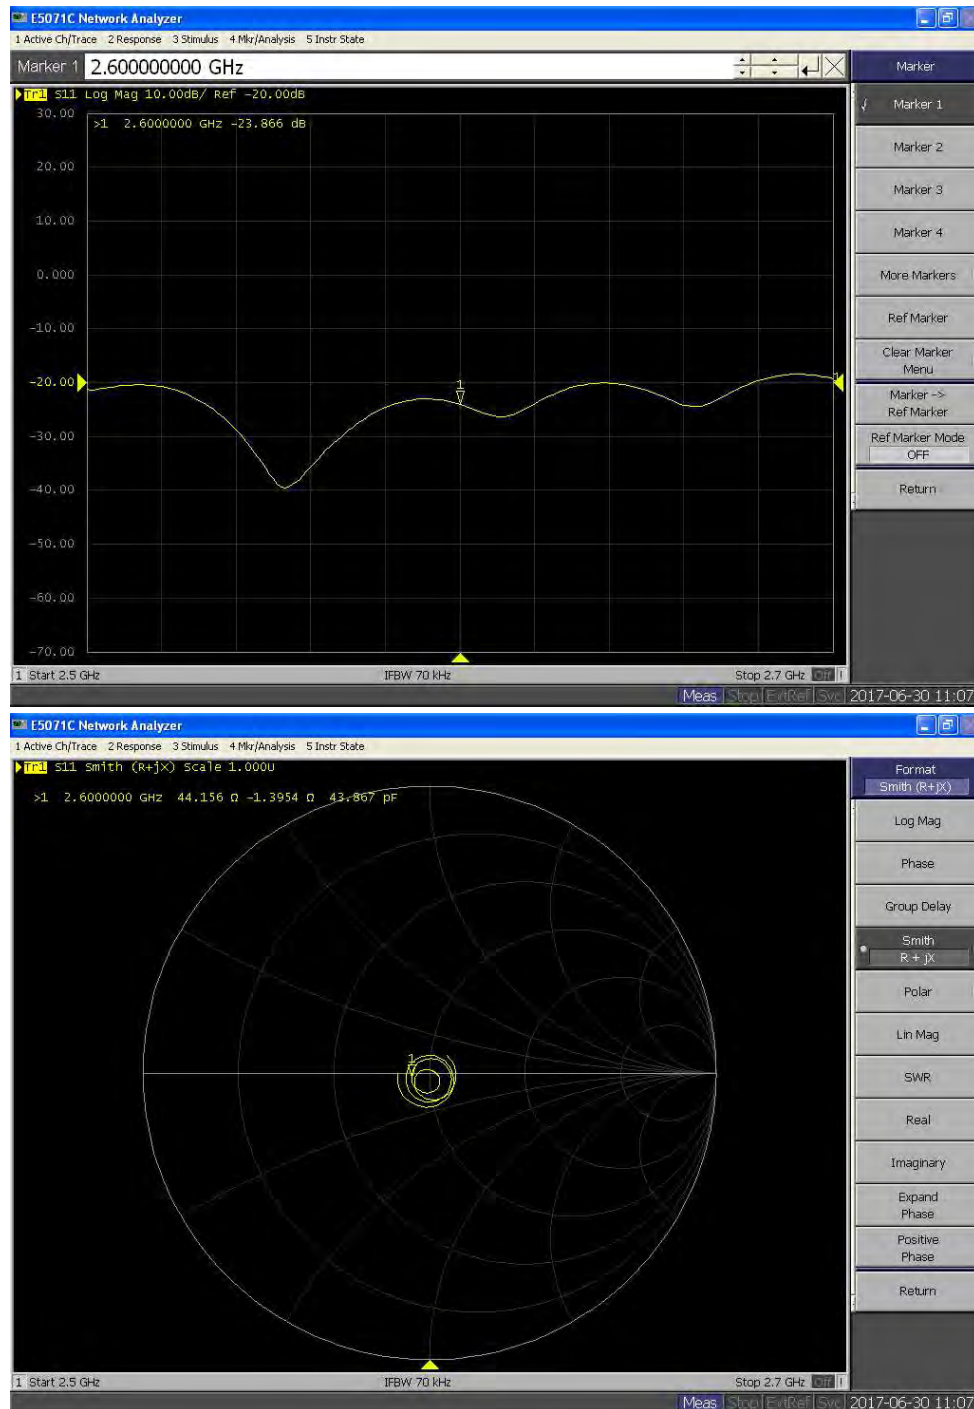 E5071C Network Analyzer
1 Active Ch/Trace 2 Response 3 Stimulus 4 Mkr/Analysis 5 Instr State
Marker 1 2.600000000 GHz
Marker
Tr1 S11 Log Mag 10.00dB/ Ref -20.00dB
>1 2.6000000 GHz -23.866 dB
30.00
20.00
10.00
0.000
-10.00
-20.00
-30.00
-40.00
-50.00
-60.00
-70.00
1
1
Marker 1
Marker 2
Marker 3
Marker 4
More Markers
Ref Marker
Clear Marker
Menu
Marker ->
Ref Marker
Ref Marker Mode
OFF
Return
1 Start 2.5 GHz IFBW 70 kHz Stop 2.7 GHz Off !
Meas Stop ExtRef Svc 2017-06-30 11:07
E5071C Network Analyzer
1 Active Ch/Trace 2 Response 3 Stimulus 4 Mkr/Analysis 5 Instr State
Tr1 S11 Smith (R+jX) Scale 1.000U
>1 2.6000000 GHz 44.156 Ω -1.3954 Ω 43.867 pF
1
Format
Smith (R+jX)
Log Mag
Phase
Group Delay
Smith
R + jX
Polar
Lin Mag
SWR
Real
Imaginary
Expand
Phase
Positive
Phase
Return
1 Start 2.5 GHz IFBW 70 kHz Stop 2.7 GHz Off !
Meas Stop ExtRef Svc 2017-06-30 11:07